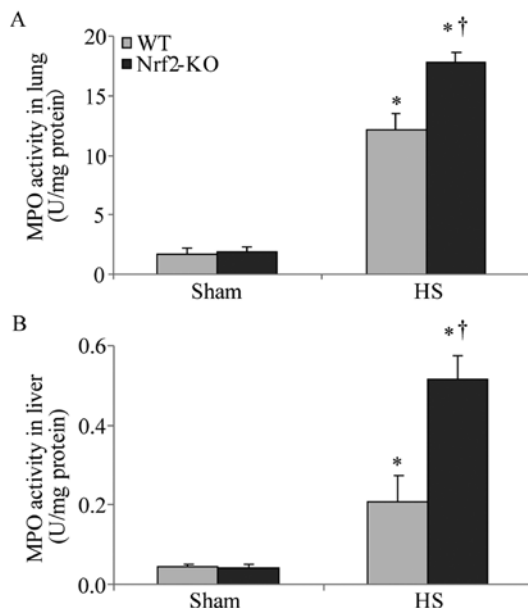 A
MPO activity in lung
(U/mg protein)
20
15
10
5
0
WT
Nrf2-KO
*
*†
Sham
HS
B
MPO activity in liver
(U/mg protein)
0.6
0.4
0.2
0.0
*
*†
Sham
HS